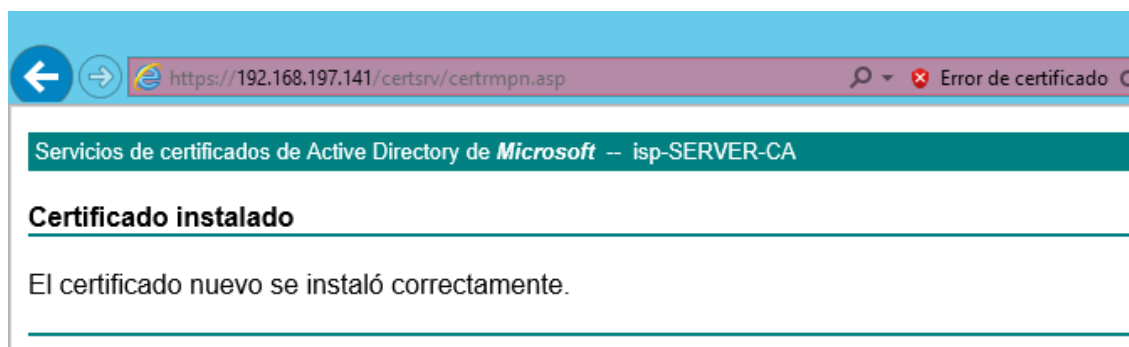 https://192.168.197.141/certsrv/certrmpn.asp Error de certificado
Servicios de certificados de Active Directory de Microsoft -- isp-SERVER-CA
Certificado instalado
El certificado nuevo se instaló correctamente.